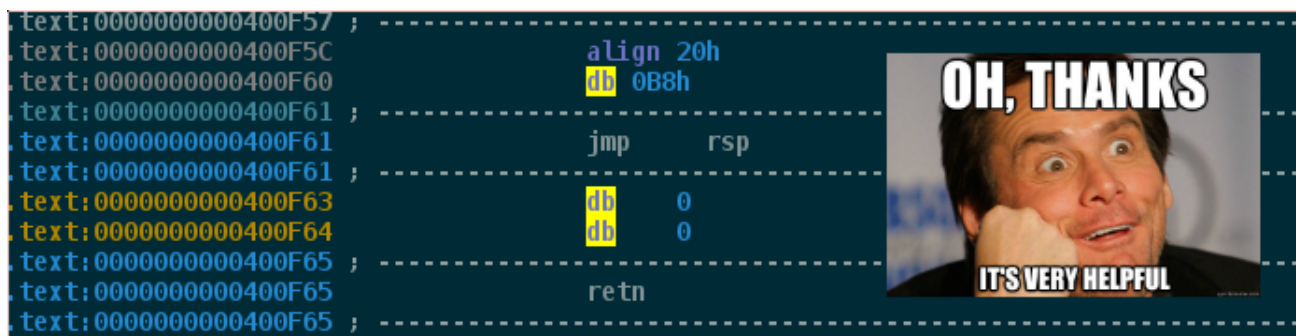 .text:0000000000400F57 ; ----------------------------------------------------------------
.text:0000000000400F5C align 20h
.text:0000000000400F60 db 0B8h
.text:0000000000400F61 ; ----------------------------------------------------------------
.text:0000000000400F61 jmp rsp
.text:0000000000400F61 ; ----------------------------------------------------------------
.text:0000000000400F63 db 0
.text:0000000000400F64 db 0
.text:0000000000400F65 ; ----------------------------------------------------------------
.text:0000000000400F65 retn
.text:0000000000400F65 ; ----------------------------------------------------------------
OH, THANKS
IT'S VERY HELPFUL